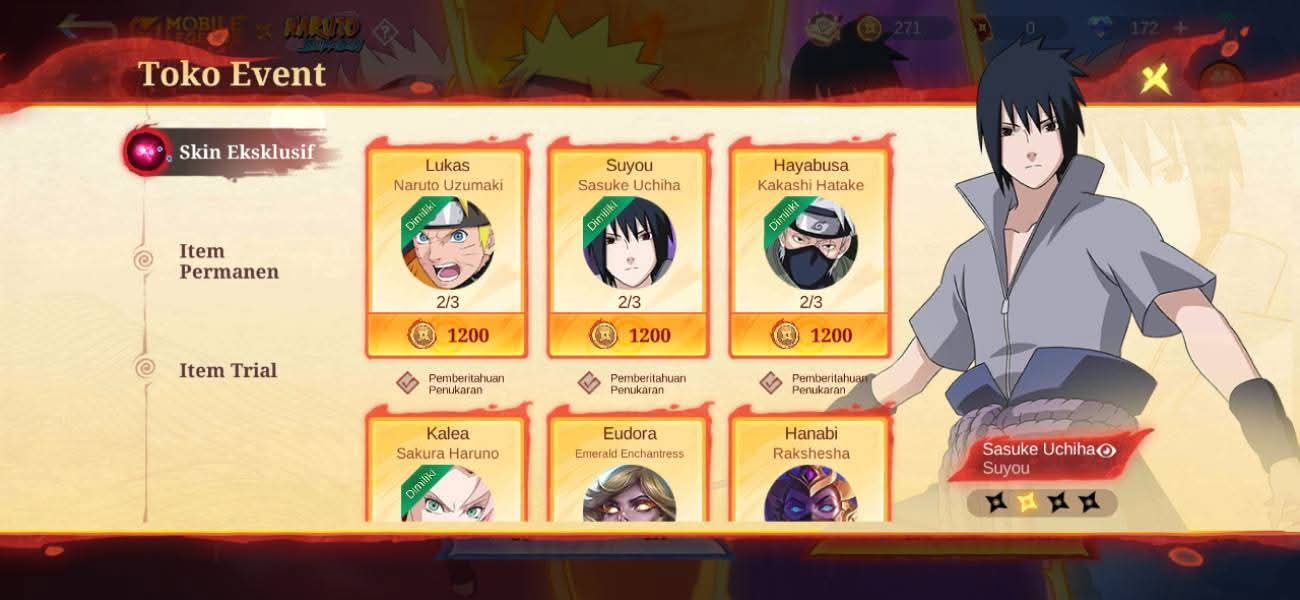 MOBILE
NARUTO
271
0
172
Toko Event
Skin Eksklusif
Item
Permanen
Item Trial
Lukas
Naruto Uzumaki
Dimiliki
2/3
1200
Pemberitahuan
Penukaran
Suyou
Sasuke Uchiha
Dimiliki
2/3
1200
Pemberitahuan
Penukaran
Hayabusa
Kakashi Hatake
Dimiliki
2/3
1200
Pemberitahuan
Penukaran
Kalea
Sakura Haruno
Dimiliki
Eudora
Emerald Enchantress
Hanabi
Rakshesha
Sasuke Uchiha
Suyou